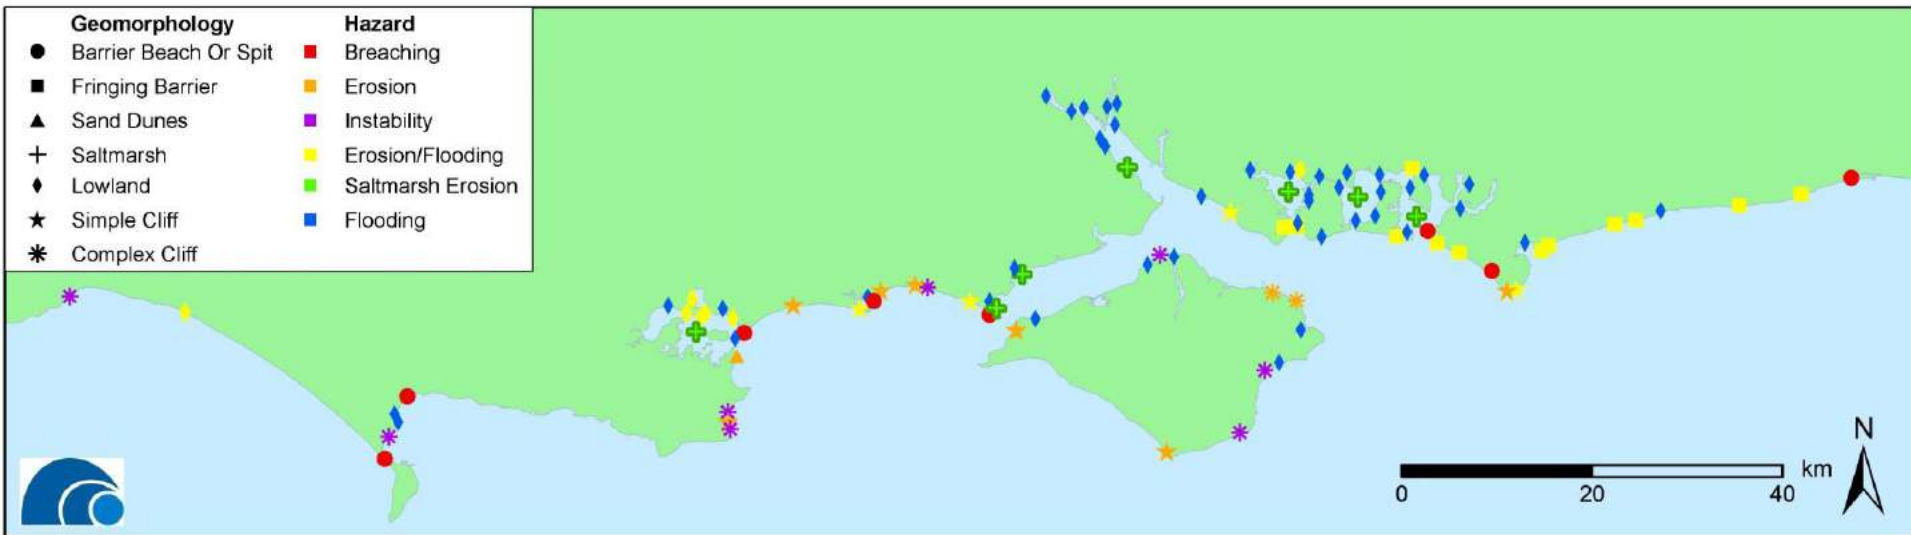 Geomorphology Hazard
Barrier Beach Or Spit Breaching
Fringing Barrier Erosion
Sand Dunes Instability
Saltmarsh Erosion/Flooding
Lowland Saltmarsh Erosion
Simple Cliff Flooding
Complex Cliff
N
km
0 20 40